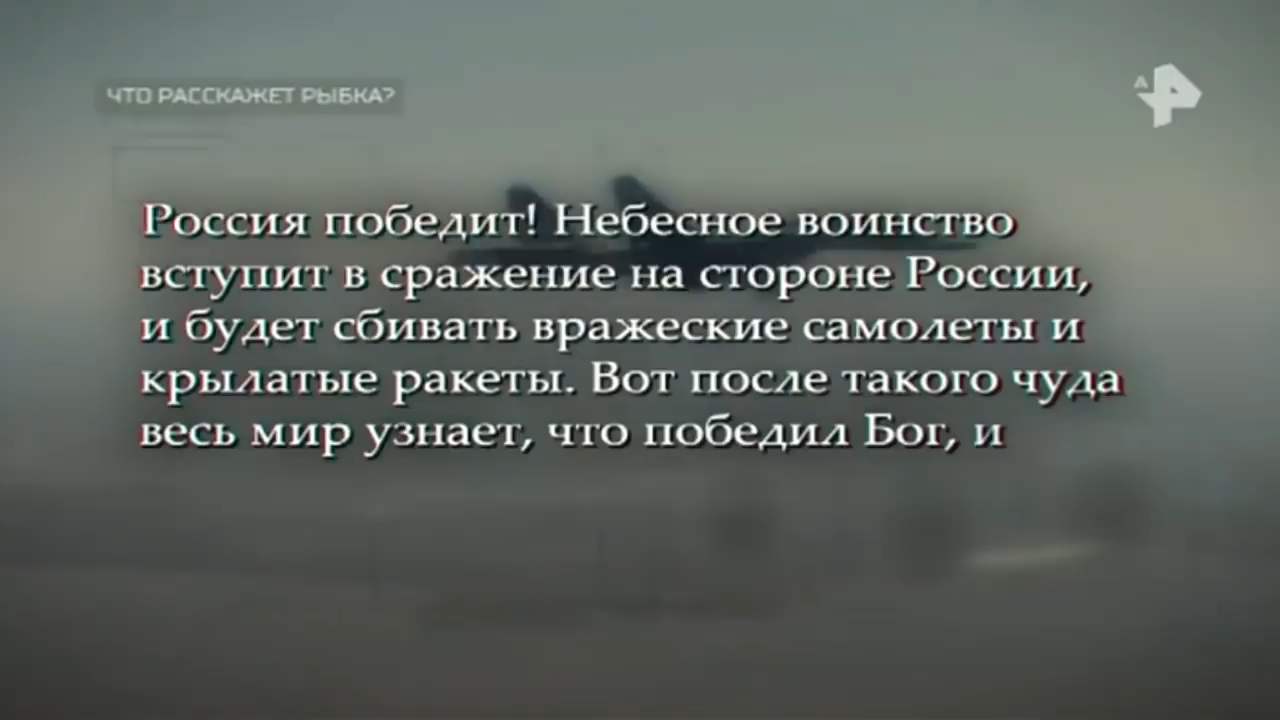 ЧТО РАССКАЖЕТ РЫБКА?
Россия победит! Небесное воинство
вступит в сражение на стороне России,
и будет сбивать вражеские самолеты и
крылатые ракеты. Вот после такого чуда
весь мир узнает, что победил Бог, и